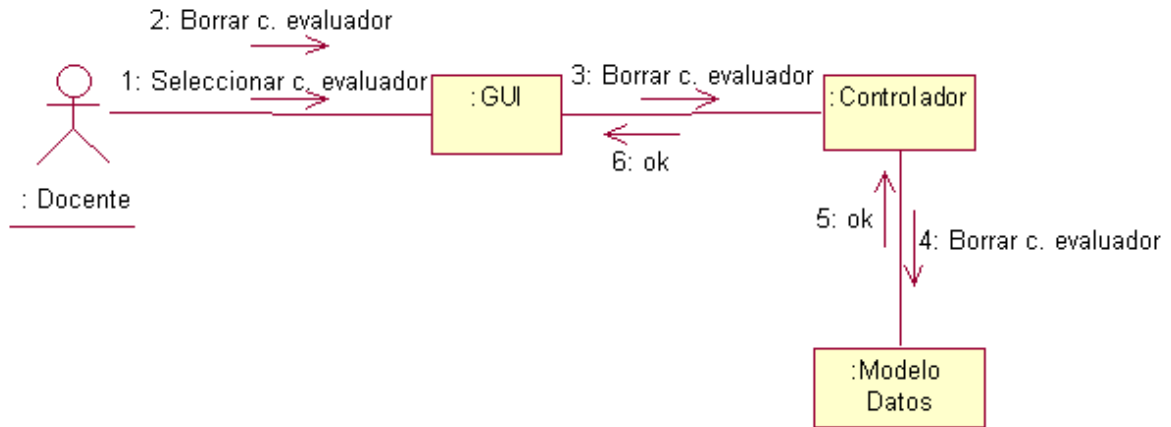 2: Borrar c. evaluador
1: Seleccionar c. evaluador
: GUI
3: Borrar c. evaluador
: Controlador
6: ok
: Docente
5: ok
4: Borrar c. evaluador
:Modelo
Datos